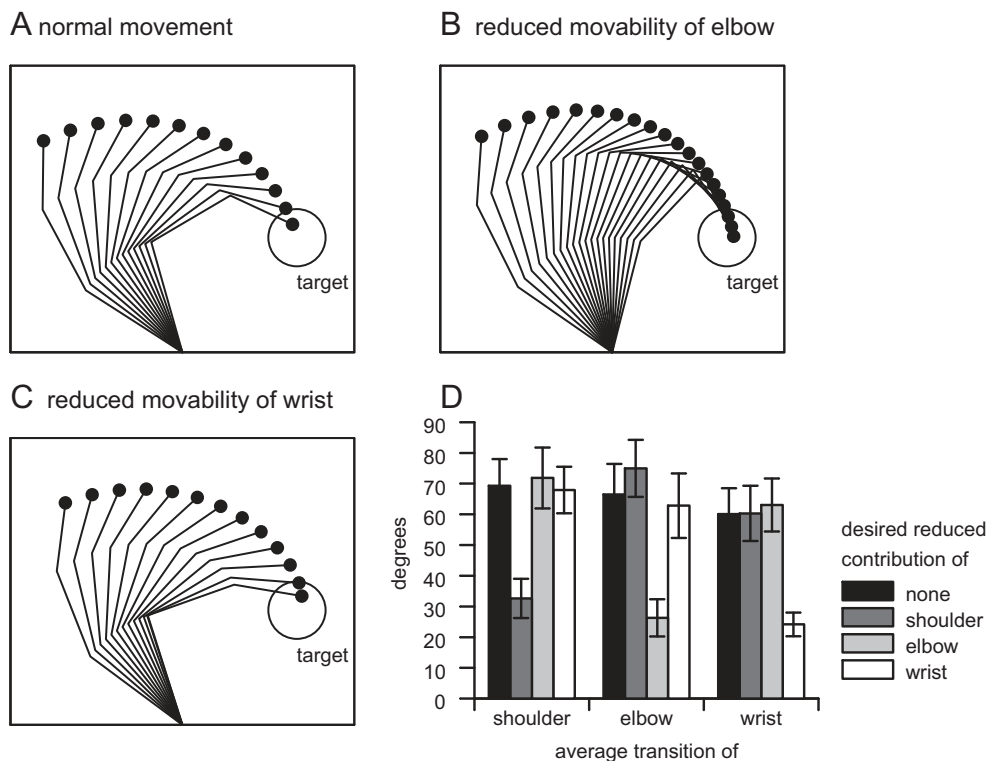 A normal movement
B reduced movability of elbow
target
target
C reduced movability of wrist
D
target
90
80
70
60
50
40
30
20
10
0
degrees
shoulder elbow wrist
average transition of
desired reduced
contribution of
none
shoulder
elbow
wrist